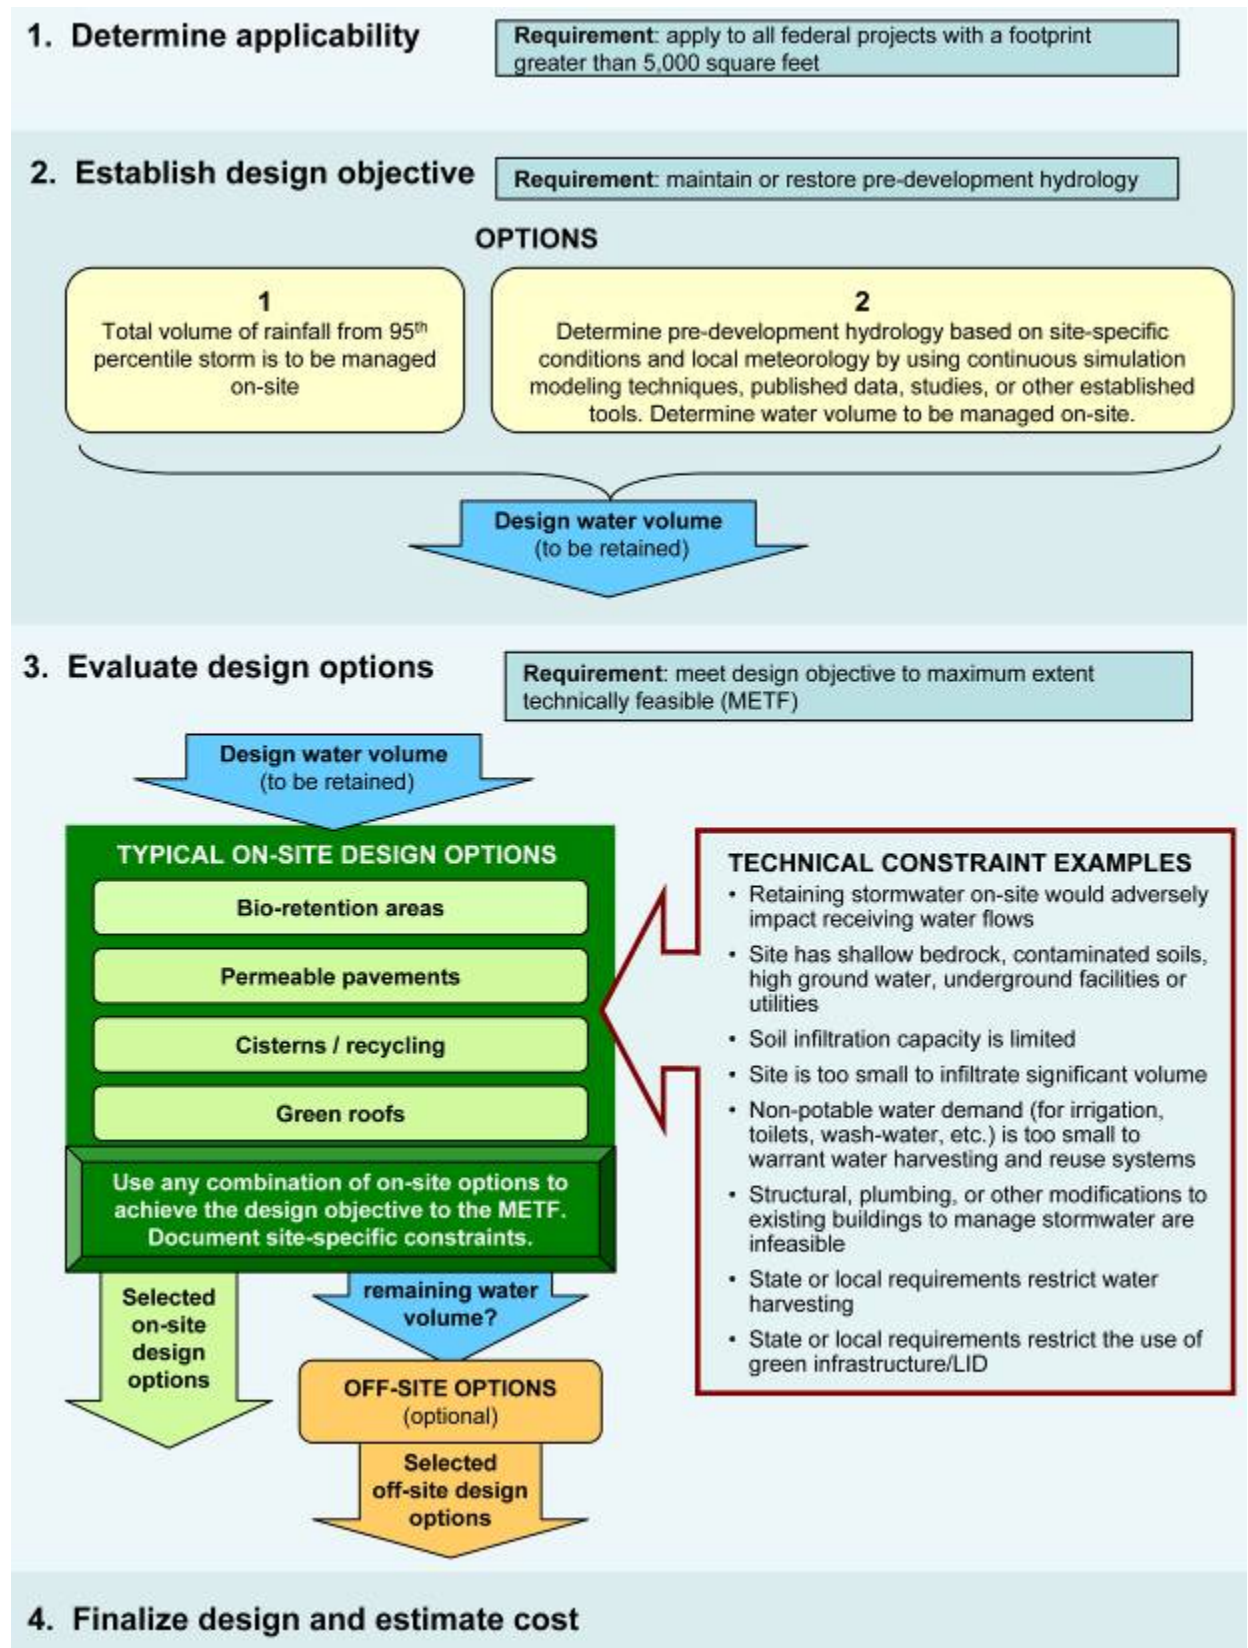 1. Determine applicability
Requirement: apply to all federal projects with a footprint
greater than 5,000 square feet
2. Establish design objective
Requirement: maintain or restore pre-development hydrology
OPTIONS
1
Total volume of rainfall from 95th
percentile storm is to be managed
on-site
2
Determine pre-development hydrology based on site-specific
conditions and local meteorology by using continuous simulation
modeling techniques, published data, studies, or other established
tools. Determine water volume to be managed on-site.
Design water volume
(to be retained)
3. Evaluate design options
Requirement: meet design objective to maximum extent
technically feasible (METF)
Design water volume
(to be retained)
TYPICAL ON-SITE DESIGN OPTIONS
Bio-retention areas
Permeable pavements
Cisterns / recycling
Green roofs
Use any combination of on-site options to
achieve the design objective to the METF.
Document site-specific constraints.
Selected
on-site
design
options
remaining water
volume?
OFF-SITE OPTIONS
(optional)
Selected
off-site design
options
TECHNICAL CONSTRAINT EXAMPLES
• Retaining stormwater on-site would adversely
impact receiving water flows
• Site has shallow bedrock, contaminated soils,
high ground water, underground facilities or
utilities
• Soil infiltration capacity is limited
• Site is too small to infiltrate significant volume
• Non-potable water demand (for irrigation,
toilets, wash-water, etc.) is too small to
warrant water harvesting and reuse systems
• Structural, plumbing, or other modifications to
existing buildings to manage stormwater are
infeasible
• State or local requirements restrict water
harvesting
• State or local requirements restrict the use of
green infrastructure/LID
4. Finalize design and estimate cost